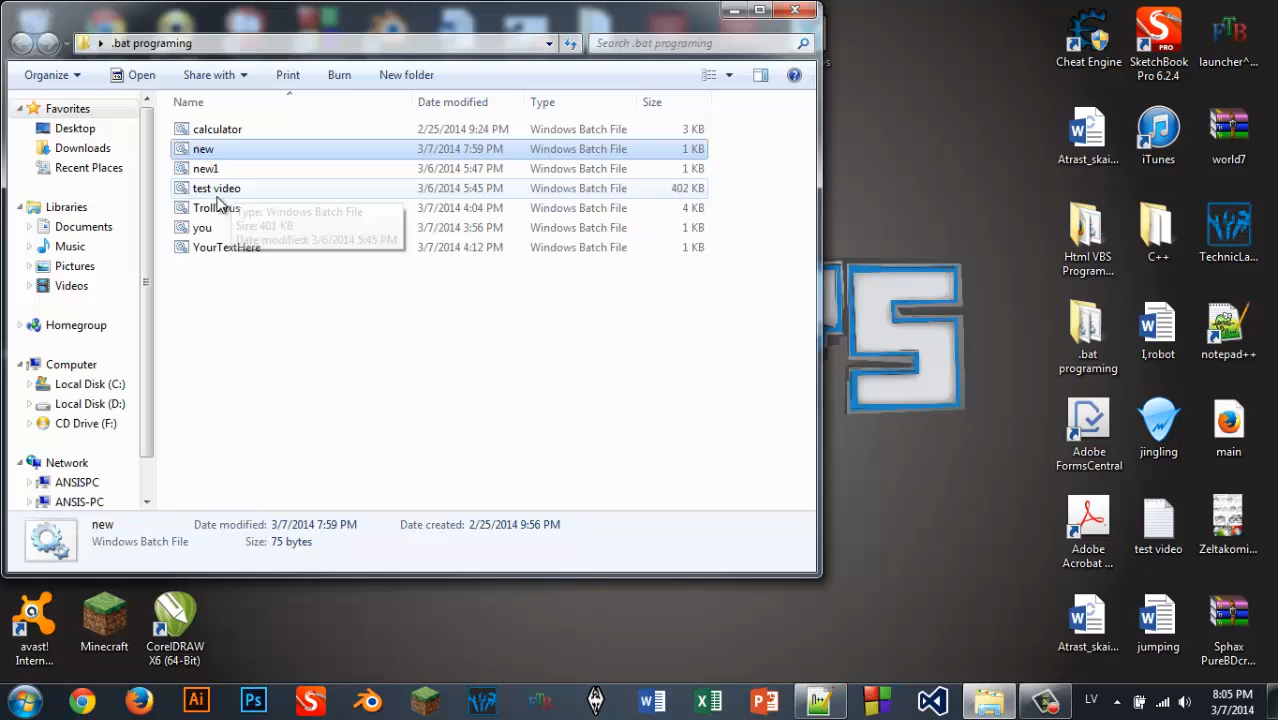 .bat programing
Search .bat programing
Organize Open Share with Print Burn New folder
Name Date modified Type Size
Favorites
Desktop
Downloads
Recent Places
Libraries
Documents
Music
Pictures
Videos
Homegroup
Computer
Local Disk (C:)
Local Disk (D:)
CD Drive (F:)
Network
ANSISPC
ANSIS-PC
calculator 2/25/2014 9:24 PM Windows Batch File 3 KB
new 3/7/2014 7:59 PM Windows Batch File 1 KB
new1 3/6/2014 5:47 PM Windows Batch File 1 KB
test video 3/6/2014 5:45 PM Windows Batch File 402 KB
3/7/2014 4:04 PM Windows Batch File 4 KB
you 3/7/2014 3:56 PM Windows Batch File 1 KB
YourTextHere 3/7/2014 4:12 PM Windows Batch File 1 KB
Type: Windows Batch File
Size: 401 KB
Date modified: 3/6/2014 5:45 PM
new Date modified: 3/7/2014 7:59 PM Date created: 2/25/2014 9:56 PM
Windows Batch File Size: 75 bytes
S
Cheat Engine
SketchBook
Pro 6.2.4
PRO
FTB
launcher^...
Atrast_skai...
iTunes
world7
Html VBS
Program...
C++
TechnicLa...
.bat
programing
I,robot
notepad++
Adobe
FormsCentral
jingling
main
Adobe
Acrobat ...
test video
Zeltakomi...
Atrast_skai...
jumping
Sphax
PureBDcr...
avast!
Intern...
Minecraft
CorelDRAW
X6 (64-Bit)
Ai Ps
LV
8:05 PM
3/7/2014